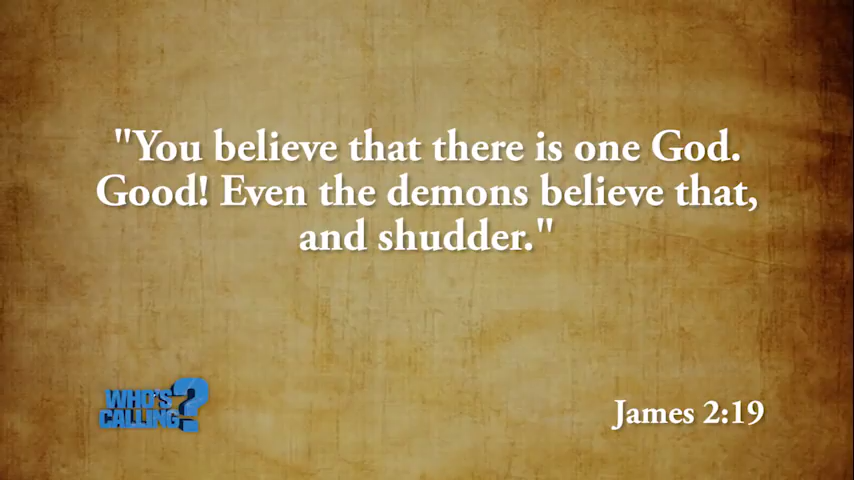 "You believe that there is one God.
Good! Even the demons believe that,
and shudder."
WHO'S
CALLING?
James 2:19